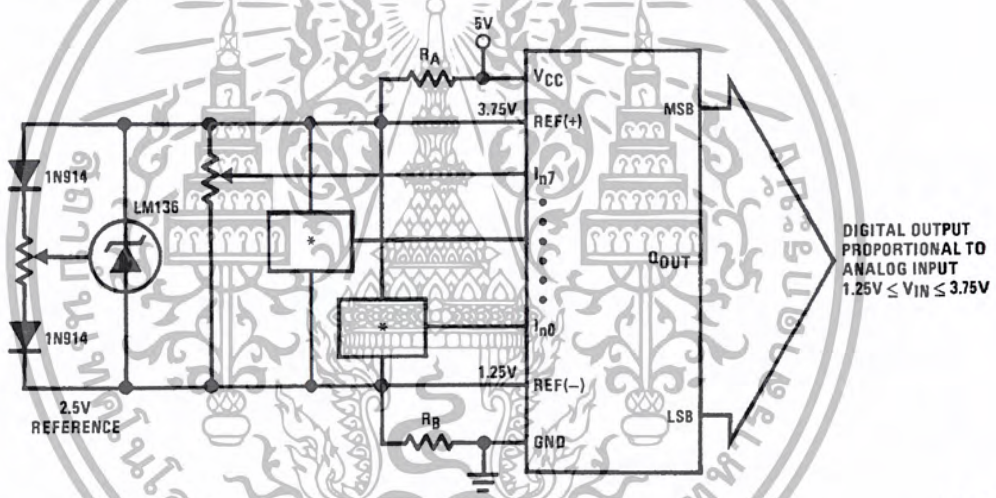 5V
RA
VCC
3.75V
REF(+)
MSB
1N914
In7
LM136
*
QOUT
DIGITAL OUTPUT
PROPORTIONAL TO
ANALOG INPUT
1.25V ≤ VIN ≤ 3.75V
*
In0
1N914
1.25V
REF(−)
2.5V
REFERENCE
RB
LSB
GND